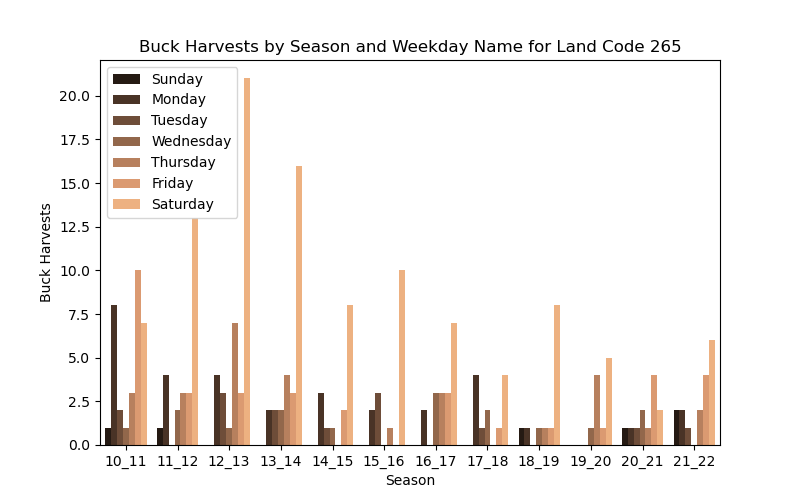 Buck Harvests by Season and Weekday Name for Land Code 265
Sunday
Monday
Tuesday
Wednesday
Thursday
Friday
Saturday
20.0
17.5
15.0
12.5
10.0
7.5
5.0
2.5
0.0
Buck Harvests
10_11 11_12 12_13 13_14 14_15 15_16 16_17 17_18 18_19 19_20 20_21 21_22
Season